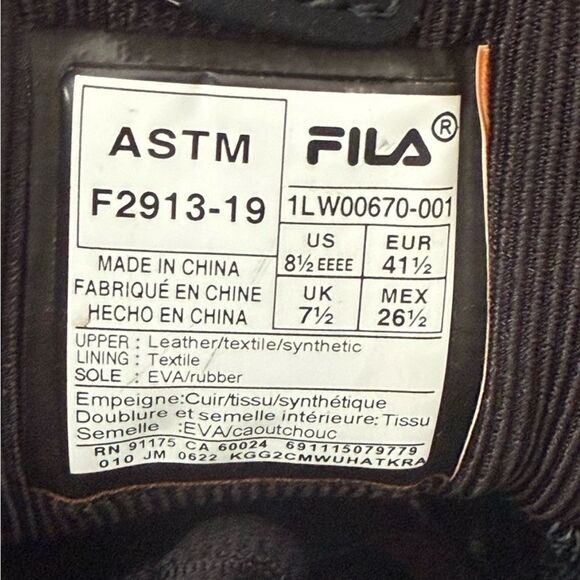 ASTM
F2913-19
FILA®
1LW00670-001
US
8½ EEEE
EUR
41½
UK
7½
MEX
26½
MADE IN CHINA
FABRIQUÉ EN CHINE
HECHO EN CHINA
UPPER : Leather/textile/synthetic
LINING : Textile
SOLE : EVA/rubber
Empeigne:Cuir/tissu/synthétique
Doublure et semelle intérieure: Tissu
Semelle :EVA/caoutchouc
RN 91175 CA 60024 691115079779
010 JM 0622 KGG2CMWUHATKRA